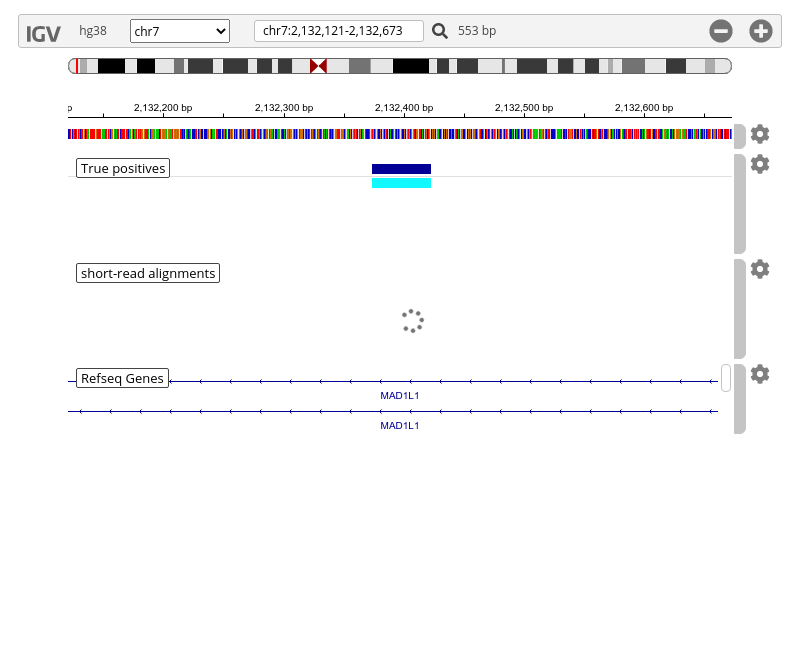 IGV hg38 chr7 chr7:2,132,121-2,132,673 553 bp
p 2,132,200 bp 2,132,300 bp 2,132,400 bp 2,132,500 bp 2,132,600 bp
True positives
short-read alignments
Refseq Genes
MAD1L1
MAD1L1